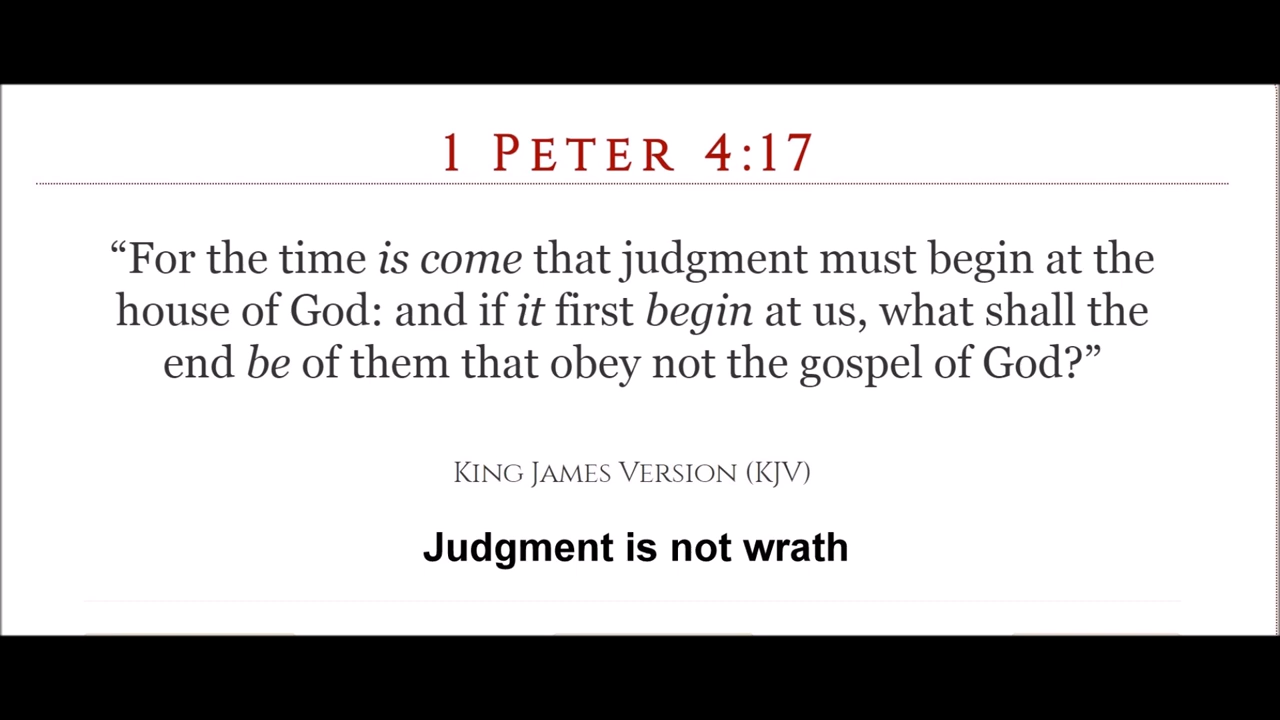 1 Peter 4:17
“For the time is come that judgment must begin at the
house of God: and if it first begin at us, what shall the
end be of them that obey not the gospel of God?”
King James Version (KJV)
Judgment is not wrath